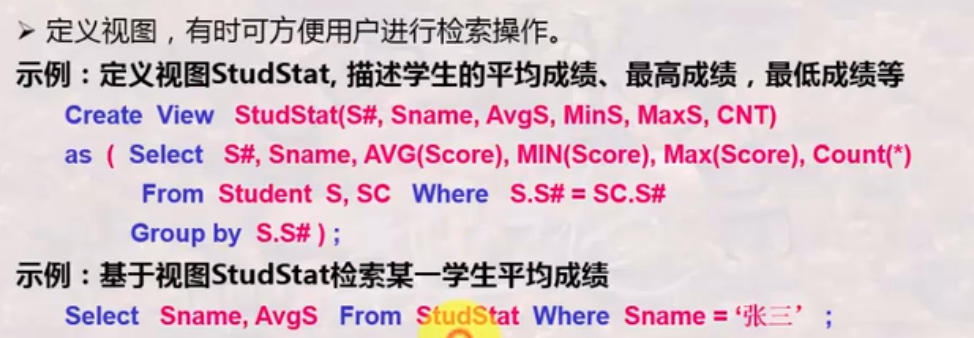 ➢ 定义视图，有时可方便用户进行检索操作。
示例：定义视图StudStat, 描述学生的平均成绩、最高成绩，最低成绩等
Create View StudStat(S#, Sname, AvgS, MinS, MaxS, CNT)
as ( Select S#, Sname, AVG(Score), MIN(Score), Max(Score), Count(*)
From Student S, SC Where S.S# = SC.S#
Group by S.S# ) ;
示例：基于视图StudStat检索某一学生平均成绩
Select Sname, AvgS From StudStat Where Sname = ‘张三’ ;